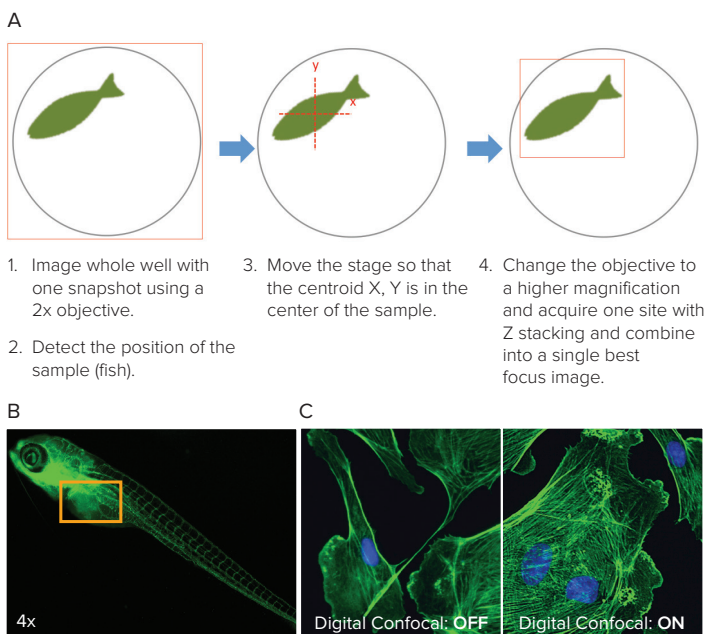 A
y
x
1. Image whole well with
one snapshot using a
2x objective.
2. Detect the position of the
sample (fish).
3. Move the stage so that
the centroid X, Y is in the
center of the sample.
4. Change the objective to
a higher magnification
and acquire one site with
Z stacking and combine
into a single best
focus image.
B
C
4x
Digital Confocal: OFF
Digital Confocal: ON